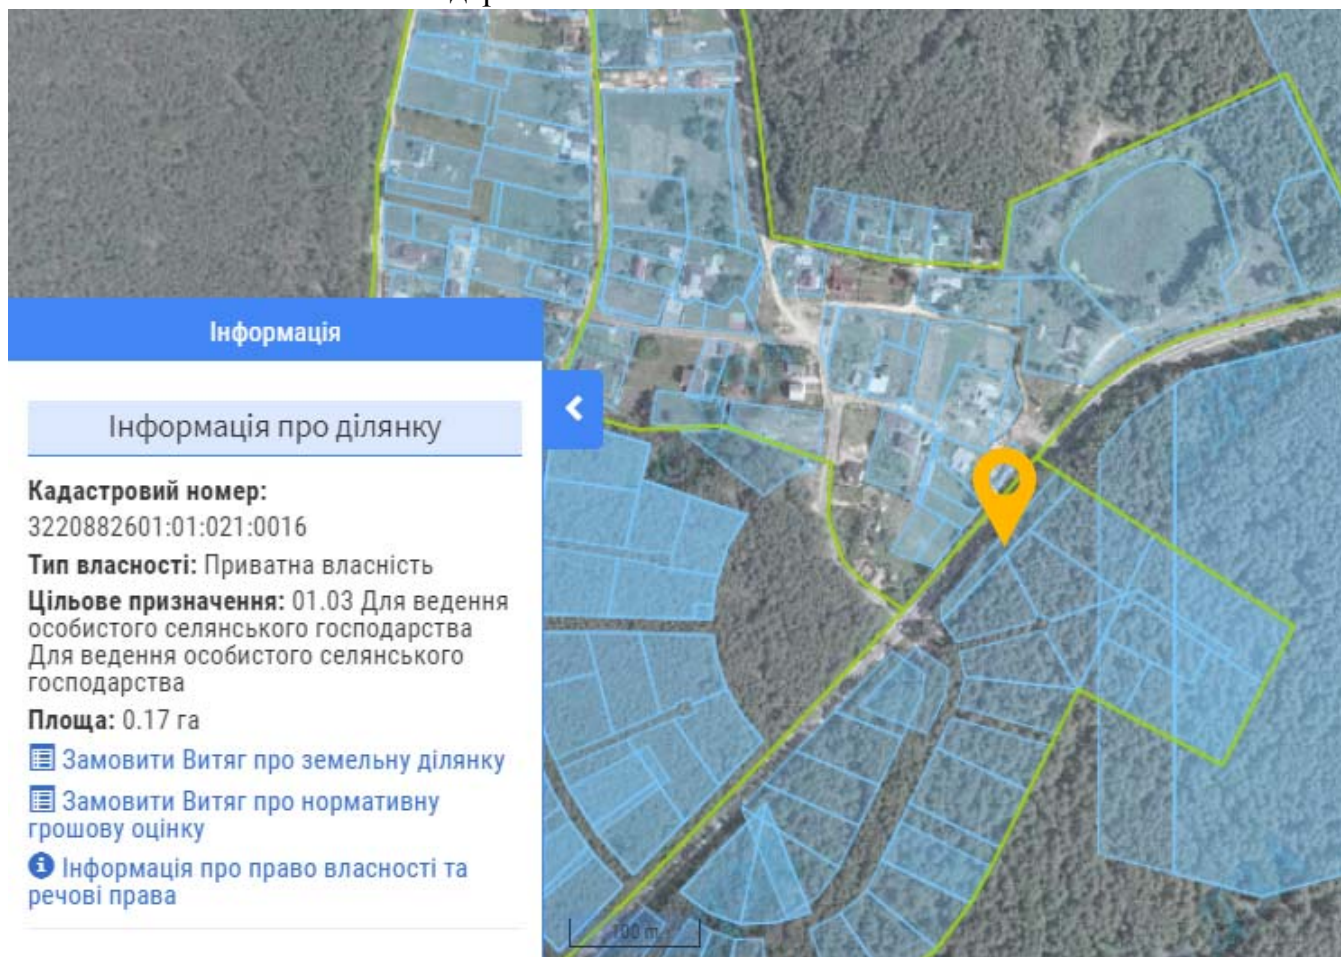 Інформація
Інформація про ділянку
Кадастровий номер:
3220882601:01:021:0016
Тип власності: Приватна власність
Цільове призначення: 01.03 Для ведення
особистого селянського господарства
Для ведення особистого селянського
господарства
Площа: 0.17 га
Замовити Витяг про земельну ділянку
Замовити Витяг про нормативну
грошову оцінку
Інформація про право власності та
речові права
100 m